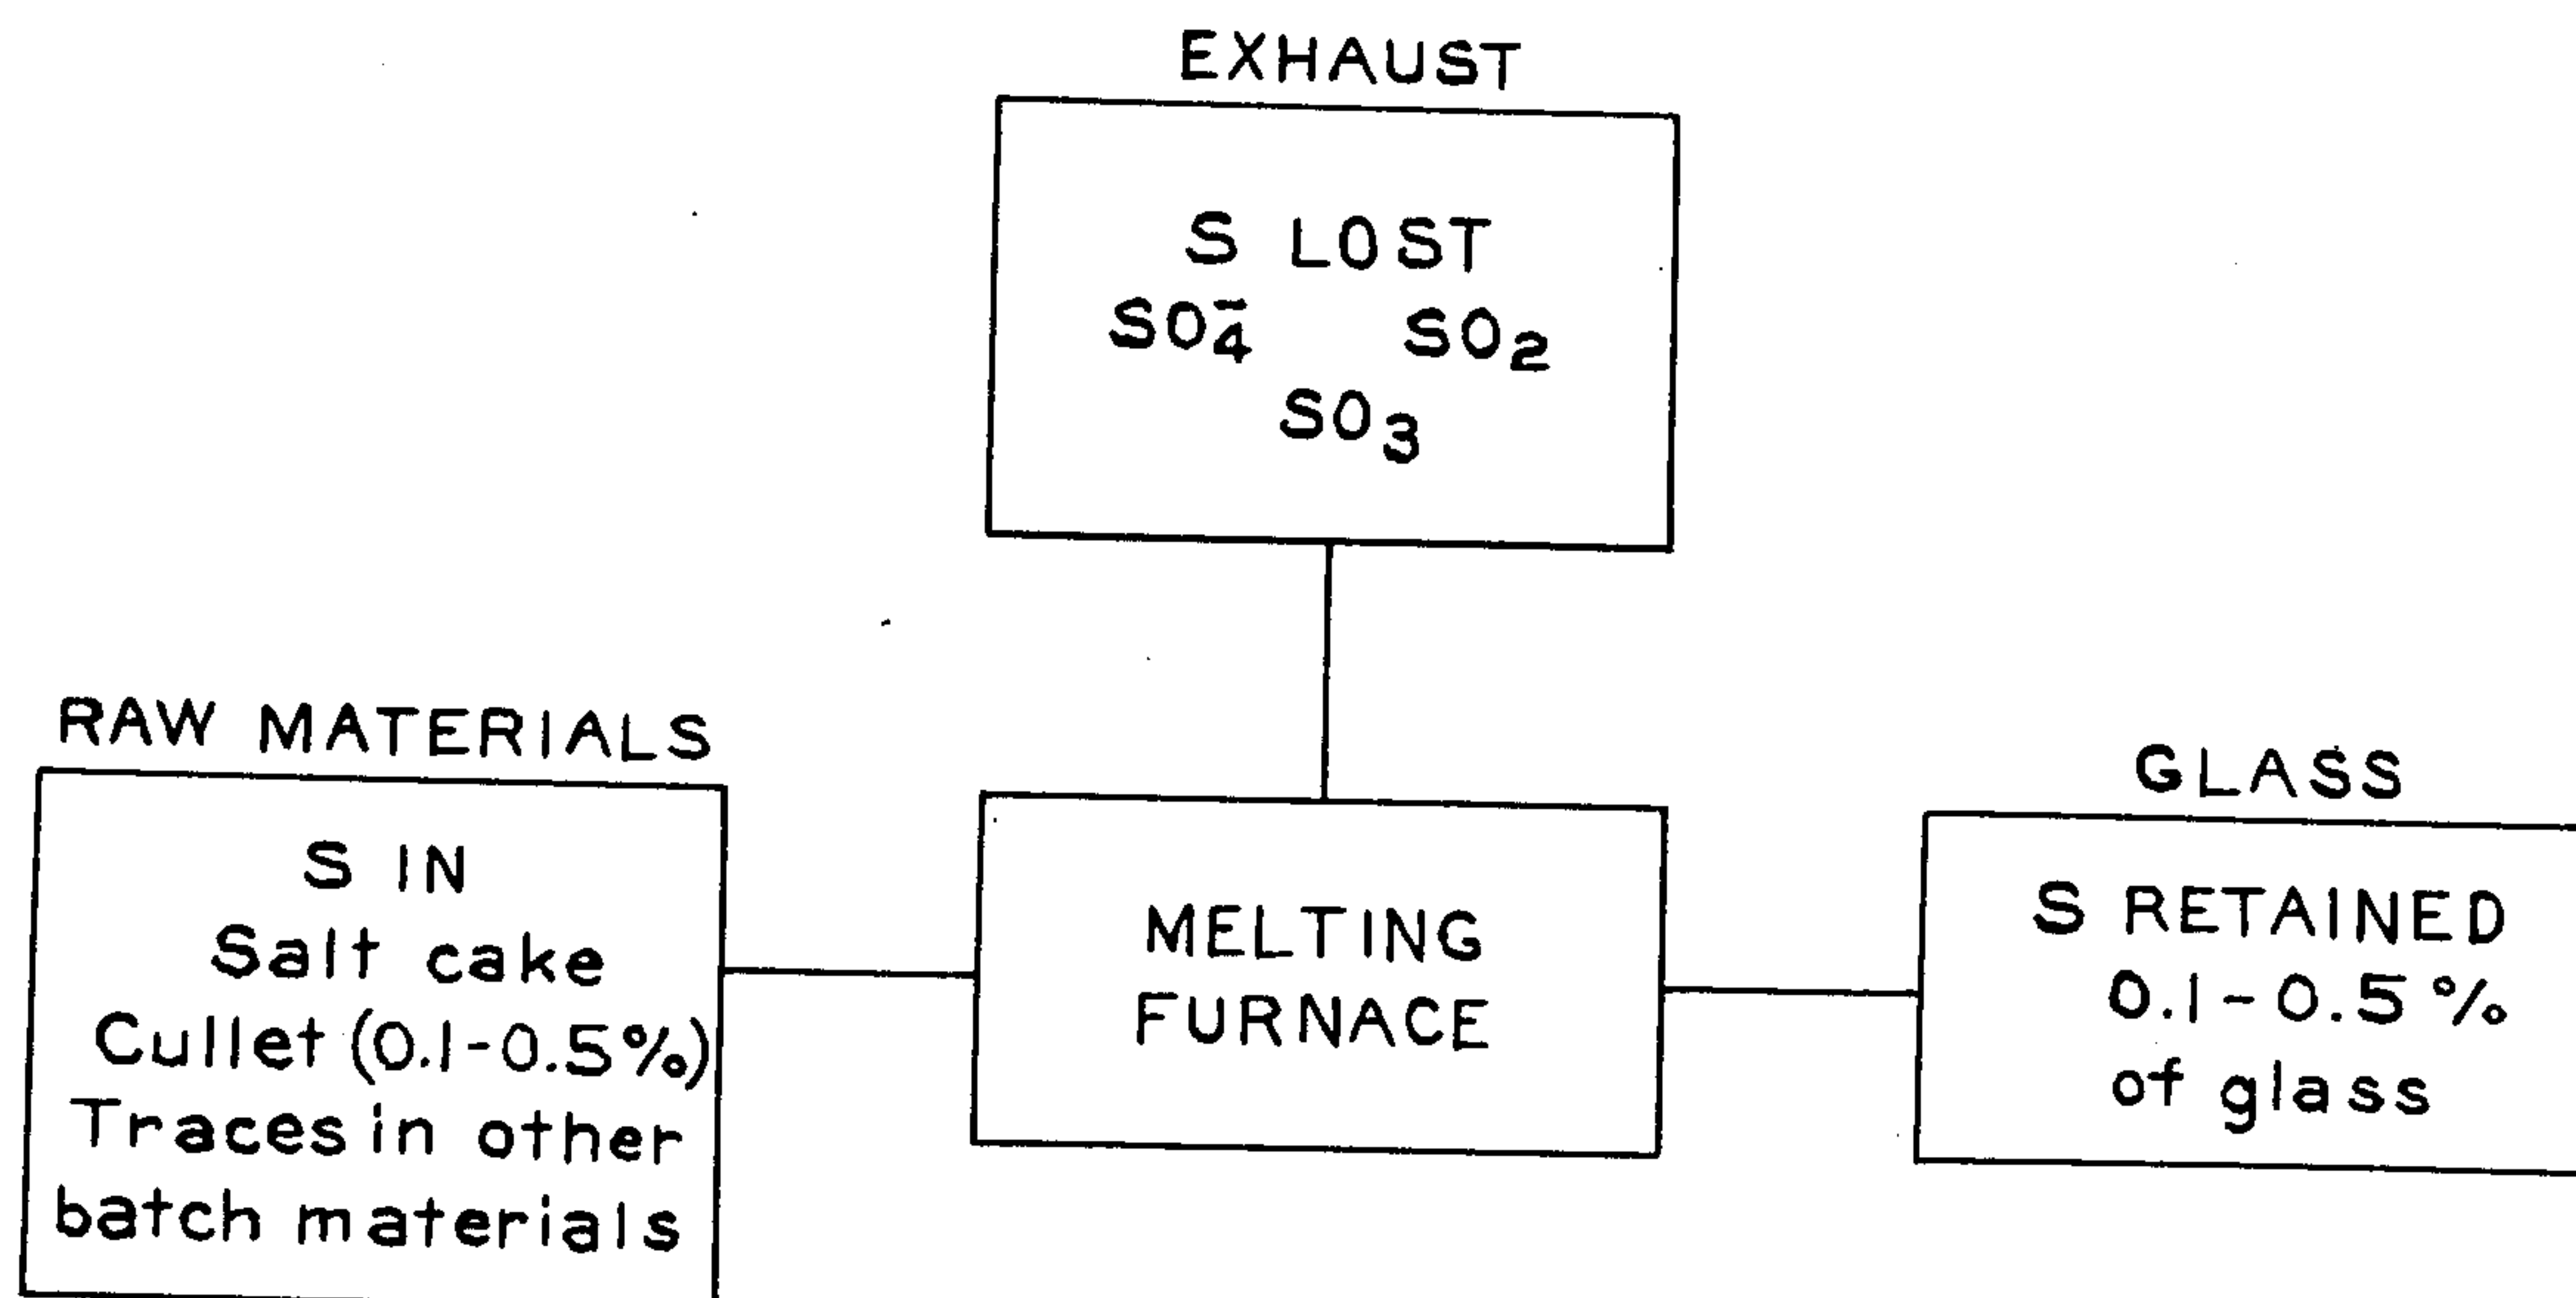 EXHAUST
S LOST
SO₄⁻ SO₂
SO₃
RAW MATERIALS
S IN
Salt cake
Cullet (0.1-0.5%)
Traces in other
batch materials
MELTING
FURNACE
GLASS
S RETAINED
0.1-0.5%
of glass